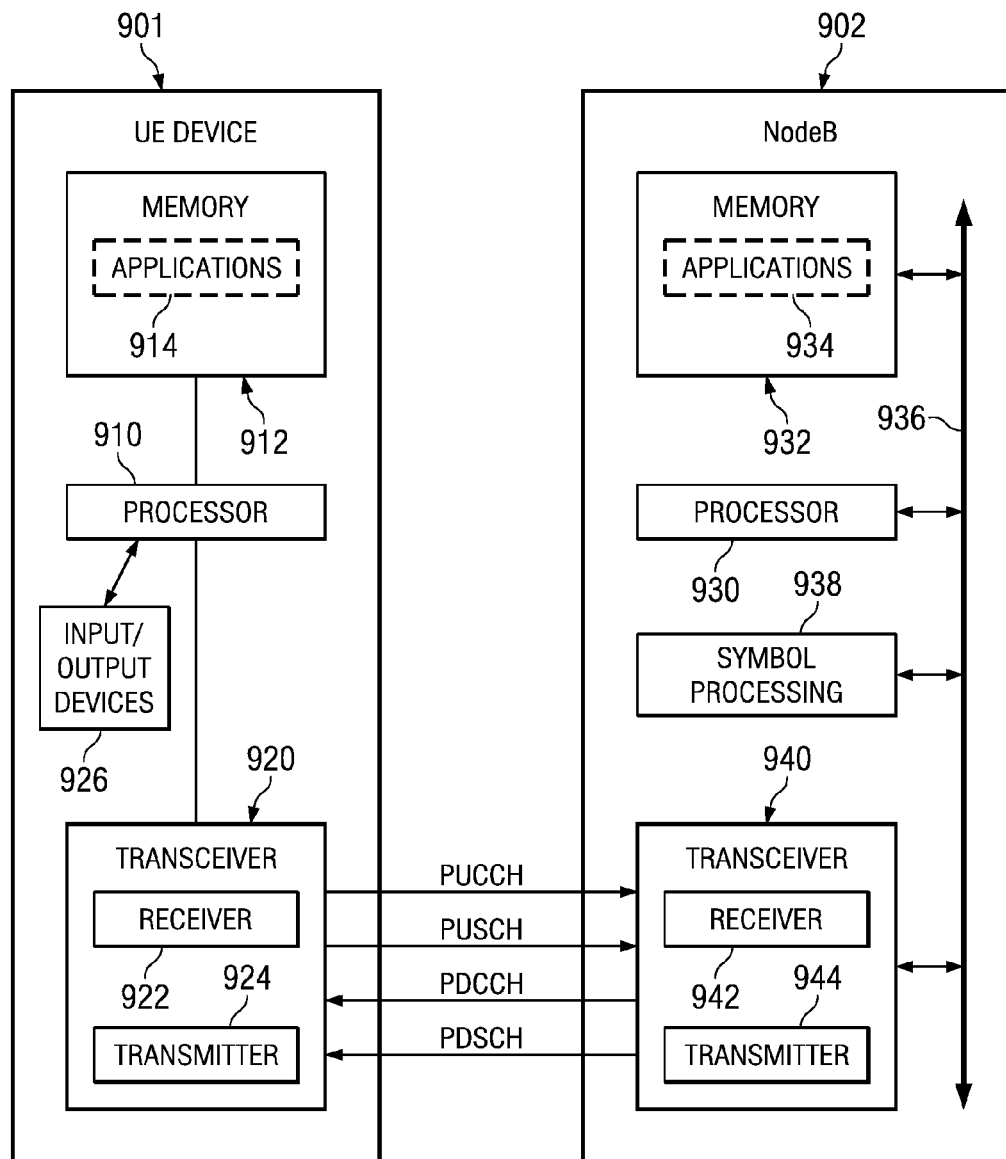 901
902
UE DEVICE
NodeB
MEMORY
APPLICATIONS
914
912
MEMORY
APPLICATIONS
934
932
936
910
PROCESSOR
PROCESSOR
930
INPUT/
OUTPUT
DEVICES
926
938
SYMBOL
PROCESSING
920
940
TRANSCEIVER
RECEIVER
922
924
TRANSMITTER
PUCCH
PUSCH
PDCCH
PDSCH
TRANSCEIVER
RECEIVER
942
944
TRANSMITTER